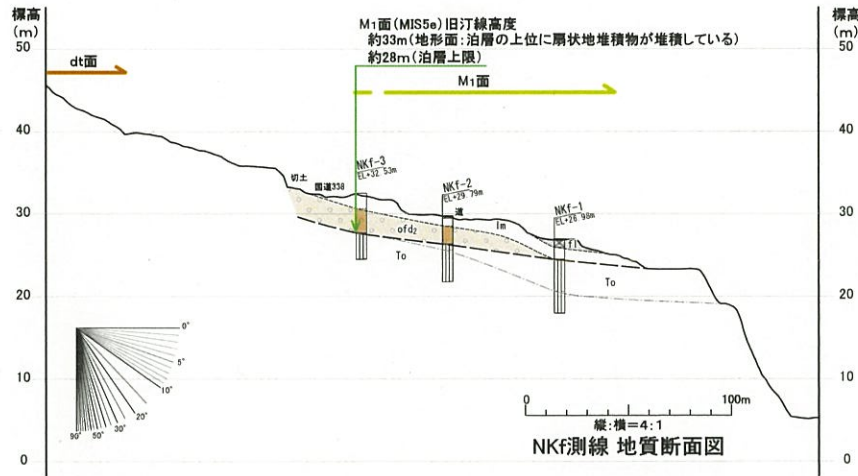 標高
(m)
50
40
30
20
10
0
dt面
M₁面(MIS5e)旧汀線高度
約33m(地形面:泊層の上位に扇状地堆積物が堆積している)
約28m(泊層上限)
M₁面
標高
(m)
50
40
30
20
10
0
切土
国道338
NKf-3
EL+32.53m
NKf-2
EL+29.79m
道
lm
NKf-1
EL+26.98m
fl
ofd₂
To
To
0°
5°
10°
20°
30°
50°
90°
0
100m
縦:横=4:1
NKf測線 地質断面図